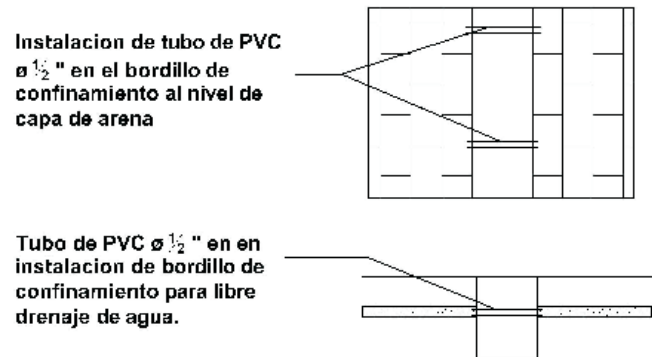 Instalacion de tubo de PVC
ø ½ " en el bordillo de
confinamiento al nivel de
capa de arena
Tubo de PVC ø ½ " en en
instalacion de bordillo de
confinamiento para libre
drenaje de agua.